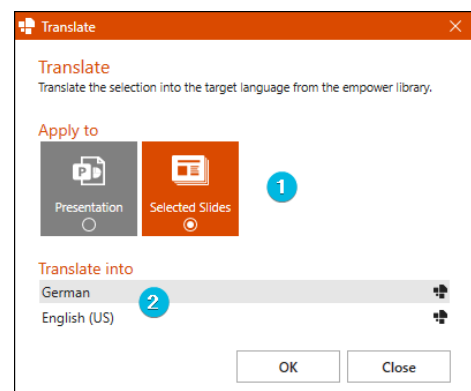 Translate
Translate
Translate the selection into the target language from the empower library.
Apply to
Presentation
Selected Slides
1
Translate into
German
2
English (US)
OK
Close